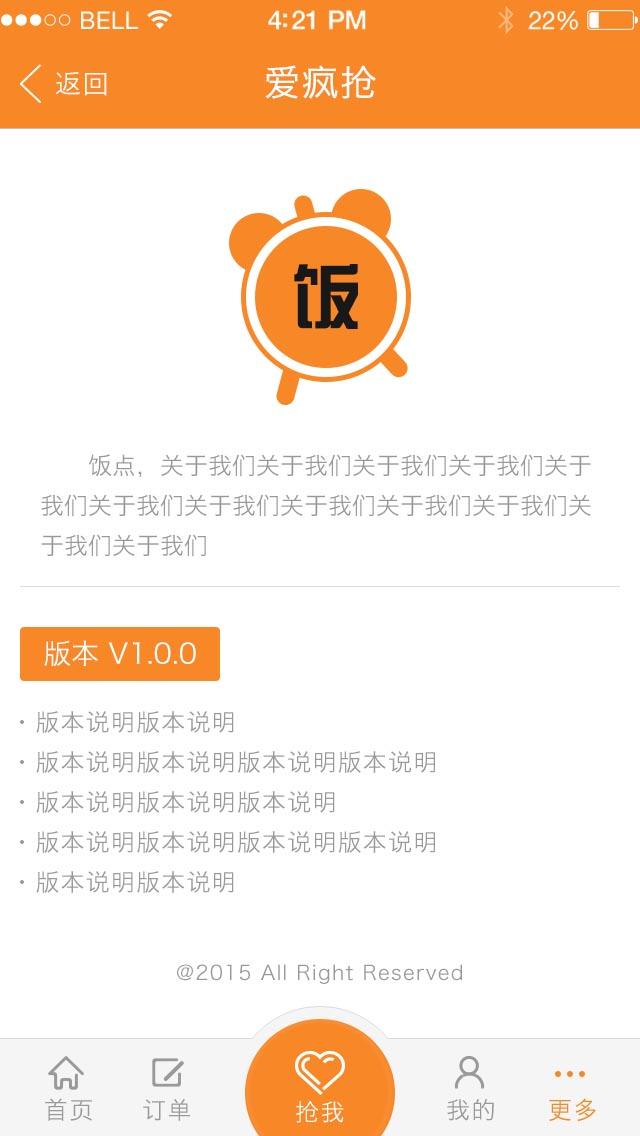 BELL 4:21 PM 22%
返回 爱疯抢
饭
饭点，关于我们关于我们关于我们关于我们关于
我们关于我们关于我们关于我们关于我们关于我们关
于我们关于我们
版本 V1.0.0
· 版本说明版本说明
· 版本说明版本说明版本说明版本说明
· 版本说明版本说明版本说明
· 版本说明版本说明版本说明版本说明
· 版本说明版本说明
@2015 All Right Reserved
首页 订单 抢我 我的 更多